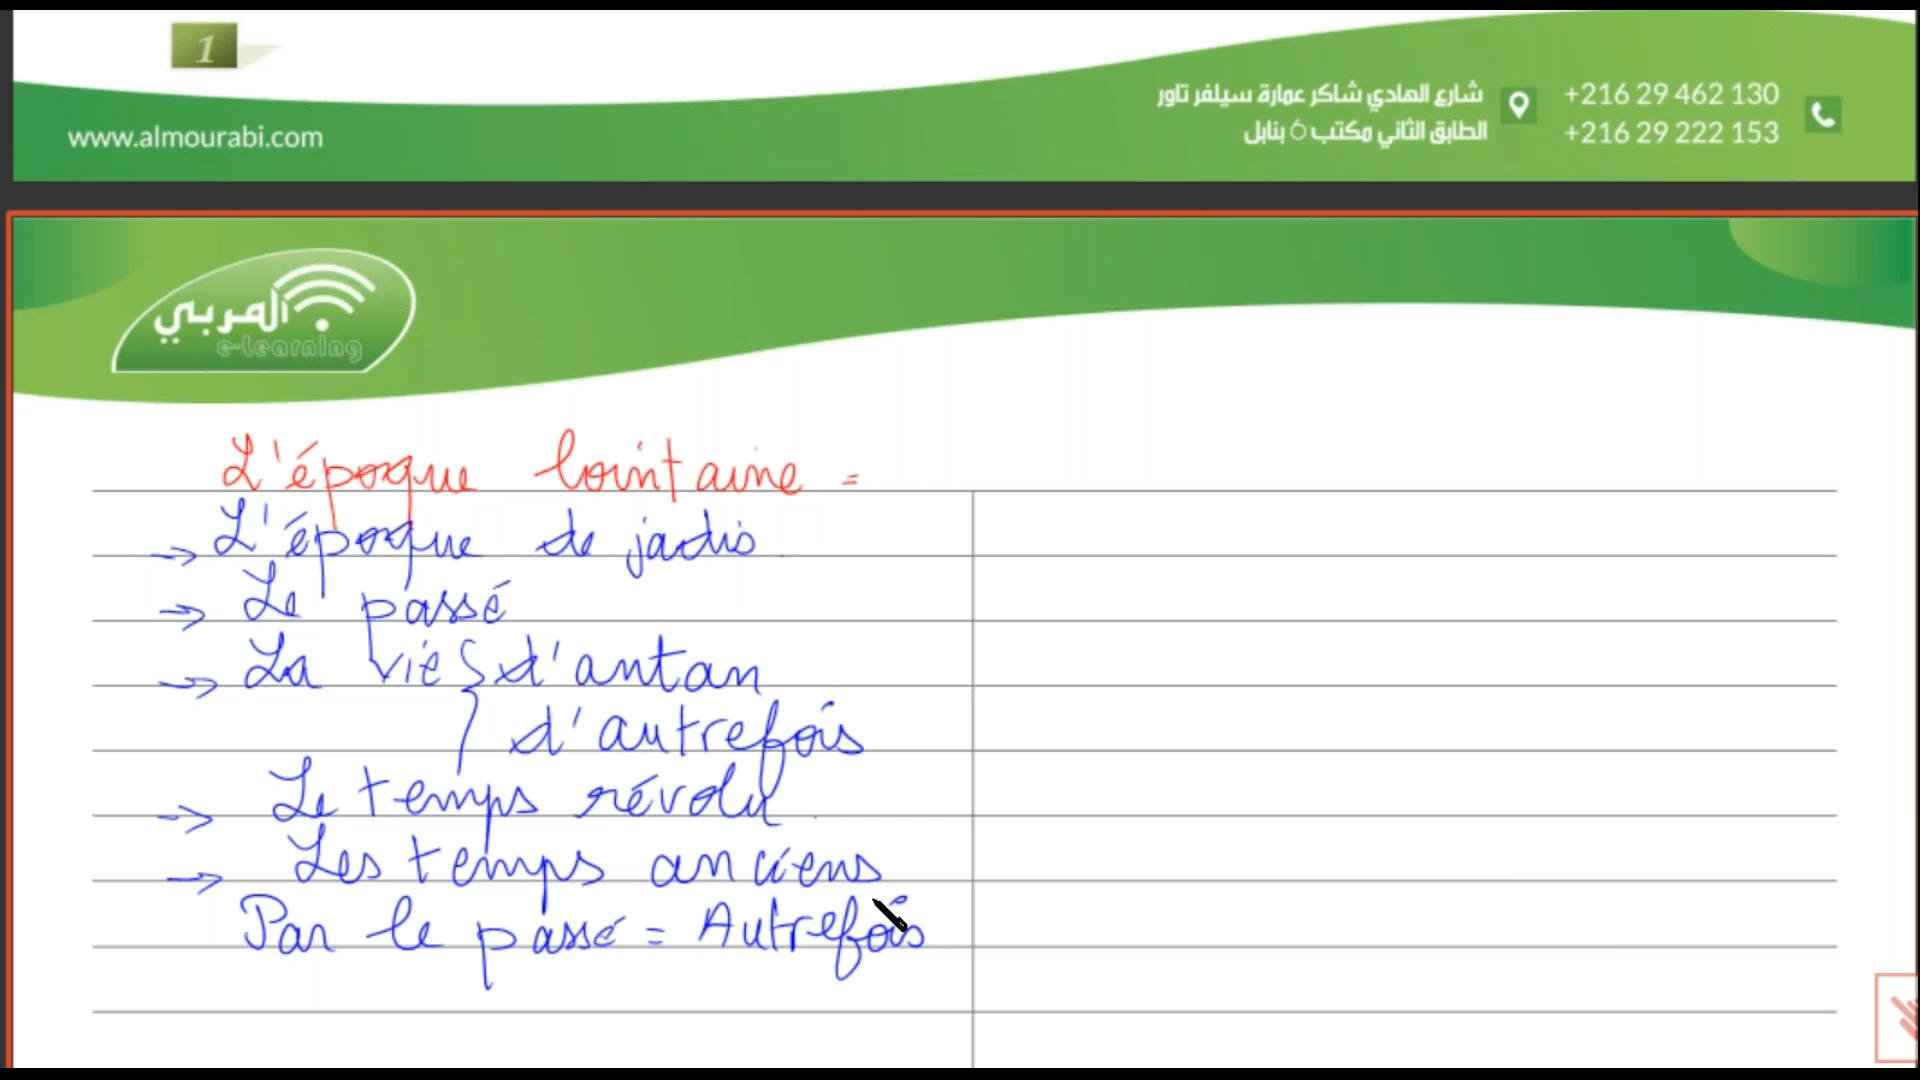 1
www.almourabi.com
شارع الهادي شاكر عمارة سيلفر تاور
الطابق الثاني مكتب 6 بنابل
+216 29 462 130
+216 29 222 153
المربي
e-Learning
L'époque lointaine =
→ L'époque de jadis.
→ Le passé
→ La vie { d'antan
d'autrefois
→ Le temps révolu.
→ Les temps anciens
Par le passé = Autrefois